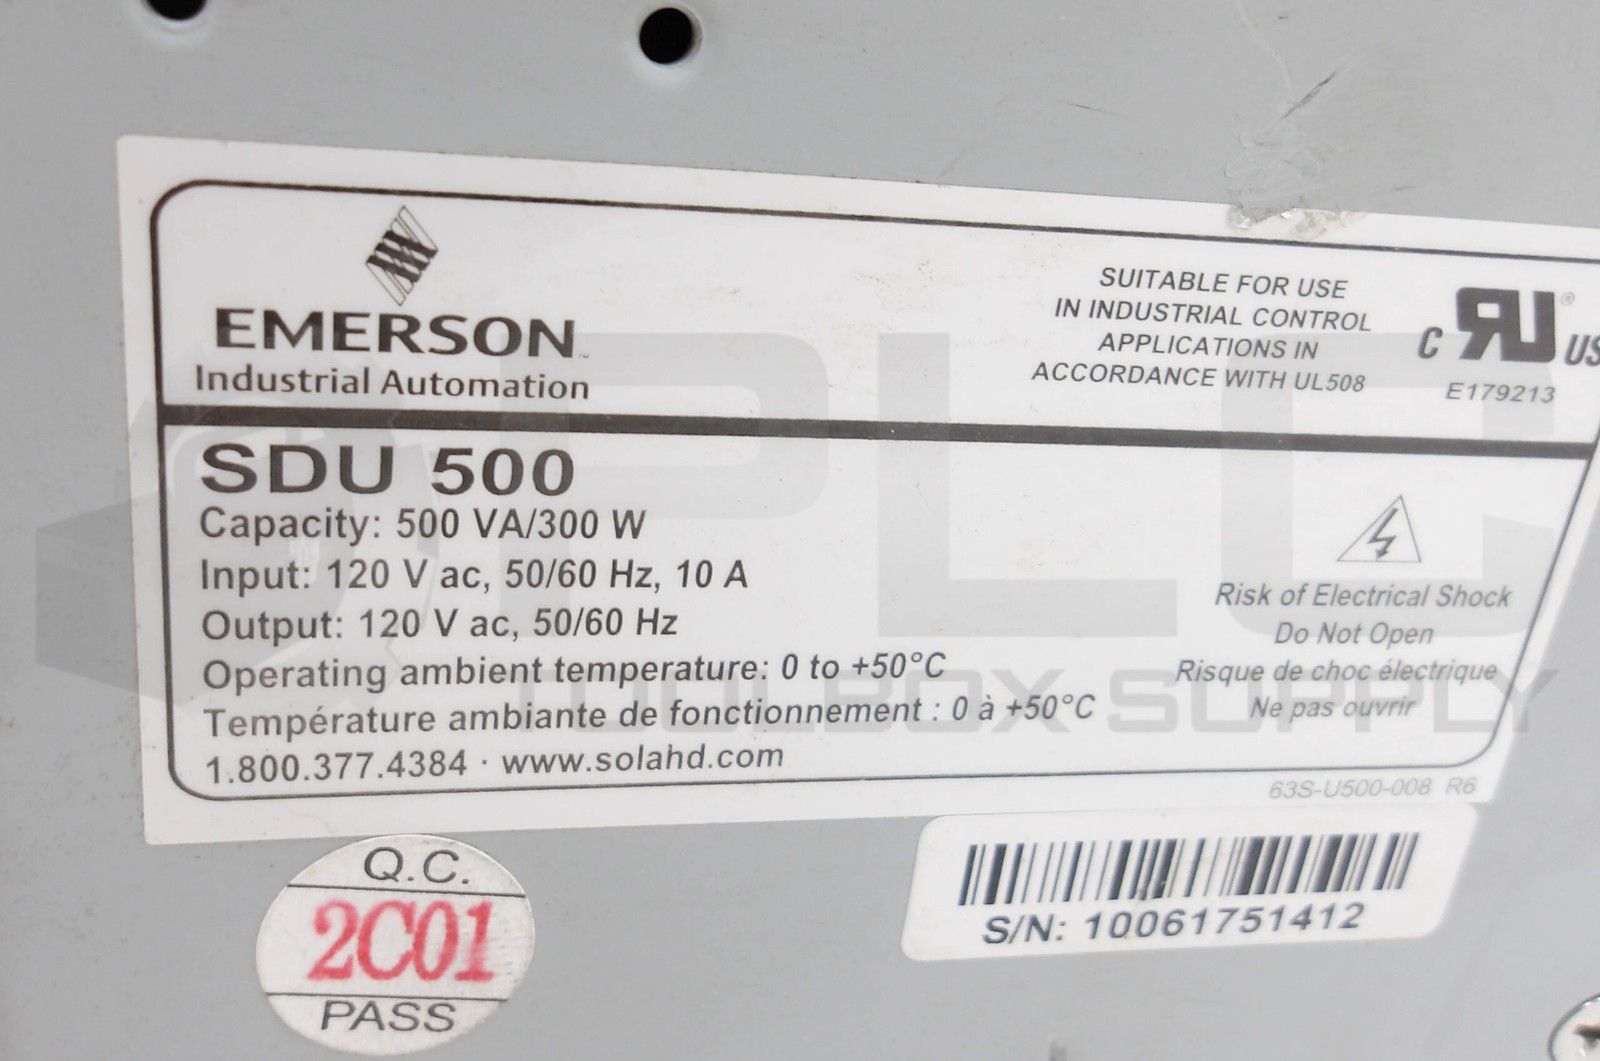 EMERSON
Industrial Automation
SUITABLE FOR USE
IN INDUSTRIAL CONTROL
APPLICATIONS IN
ACCORDANCE WITH UL508
C RU ® US
E179213
SDU 500
Capacity: 500 VA/300 W
Input: 120 V ac, 50/60 Hz, 10 A
Output: 120 V ac, 50/60 Hz
Operating ambient temperature: 0 to +50°C
Température ambiante de fonctionnement : 0 à +50°C
1.800.377.4384 · www.solahd.com
Risk of Electrical Shock
Do Not Open
Risque de choc électrique
Ne pas ouvrir
63S-U500-008 R6
Q.C.
2C01
PASS
S/N: 10061751412
PLC
TOOLBOX SUPPLY